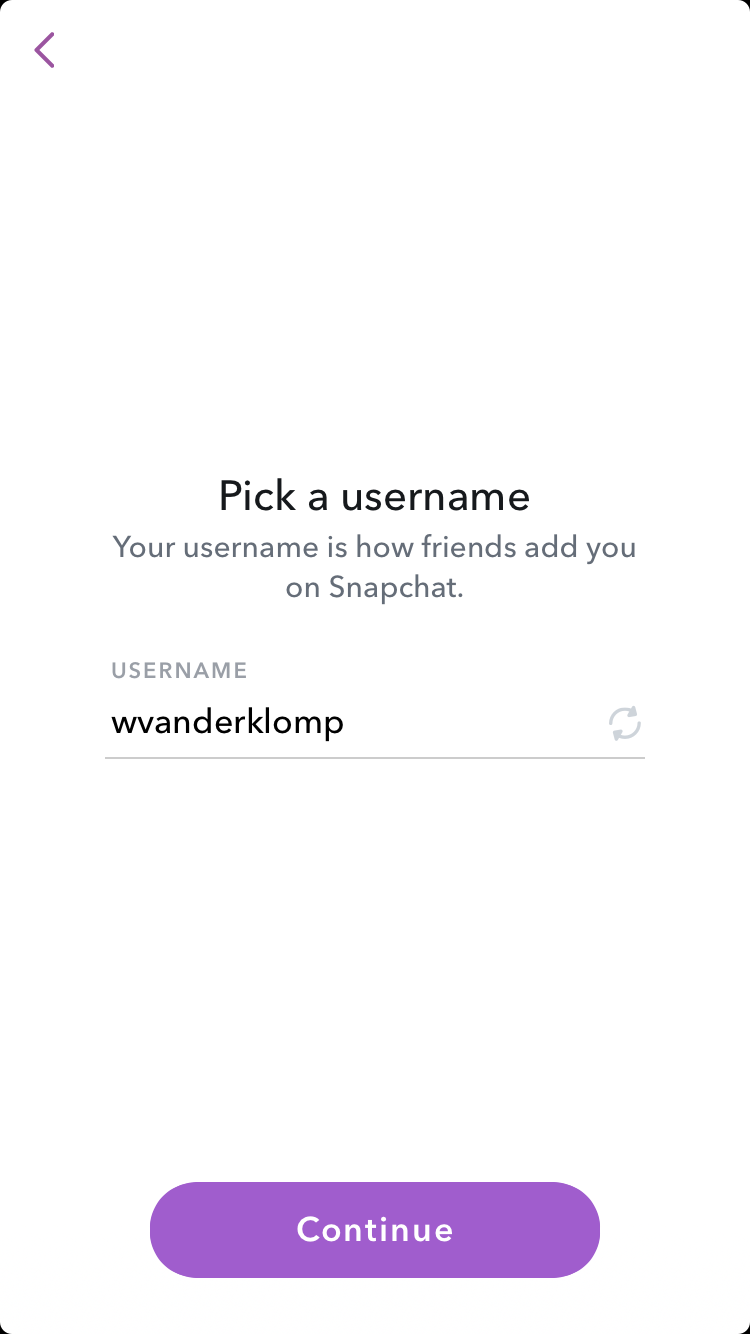 Pick a username
Your username is how friends add you
on Snapchat.
USERNAME
wvanderklomp
Continue